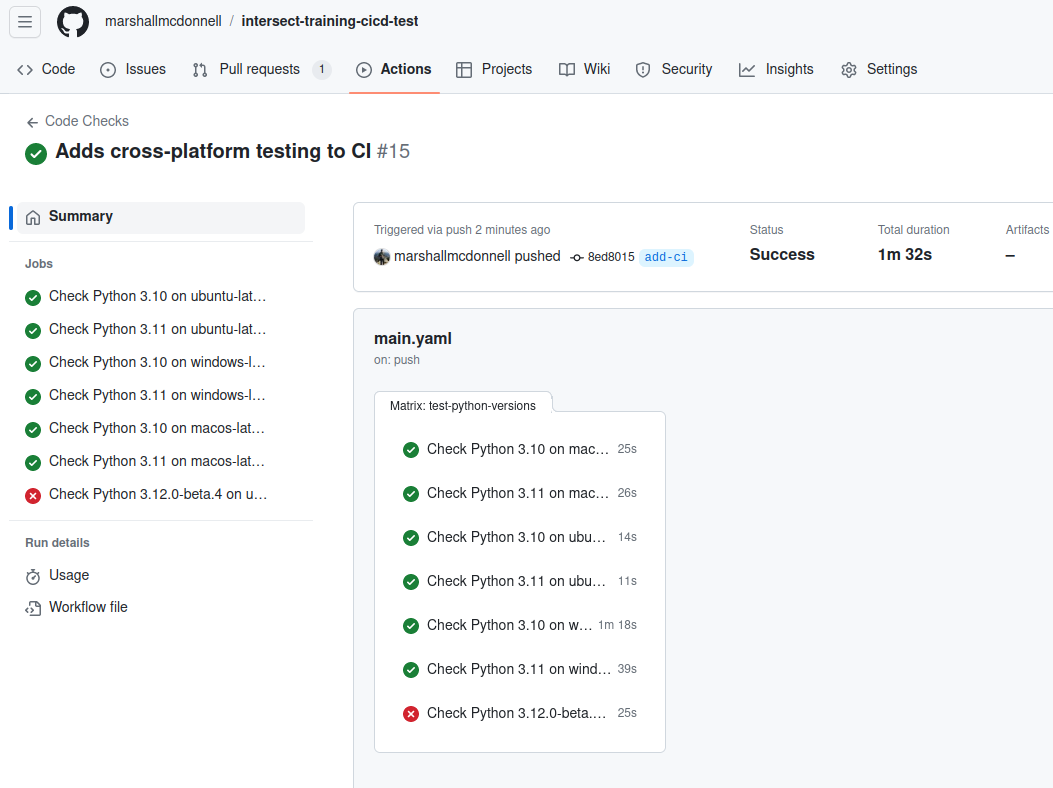 marshallmcdonnell / intersect-training-cicd-test
Code Issues Pull requests 1 Actions Projects Wiki Security Insights Settings
Code Checks
Adds cross-platform testing to CI #15
Summary
Jobs
Check Python 3.10 on ubuntu-lat…
Check Python 3.11 on ubuntu-lat…
Check Python 3.10 on windows-l…
Check Python 3.11 on windows-l…
Check Python 3.10 on macos-lat…
Check Python 3.11 on macos-lat…
Check Python 3.12.0-beta.4 on u…
Run details
Usage
Workflow file
Triggered via push 2 minutes ago
marshallmcdonnell pushed 8ed8015 add-ci
Status
Success
Total duration
1m 32s
Artifacts
–
main.yaml
on: push
Matrix: test-python-versions
Check Python 3.10 on mac… 25s
Check Python 3.11 on mac… 26s
Check Python 3.10 on ubu… 14s
Check Python 3.11 on ubu… 11s
Check Python 3.10 on w… 1m 18s
Check Python 3.11 on wind… 39s
Check Python 3.12.0-beta.… 25s